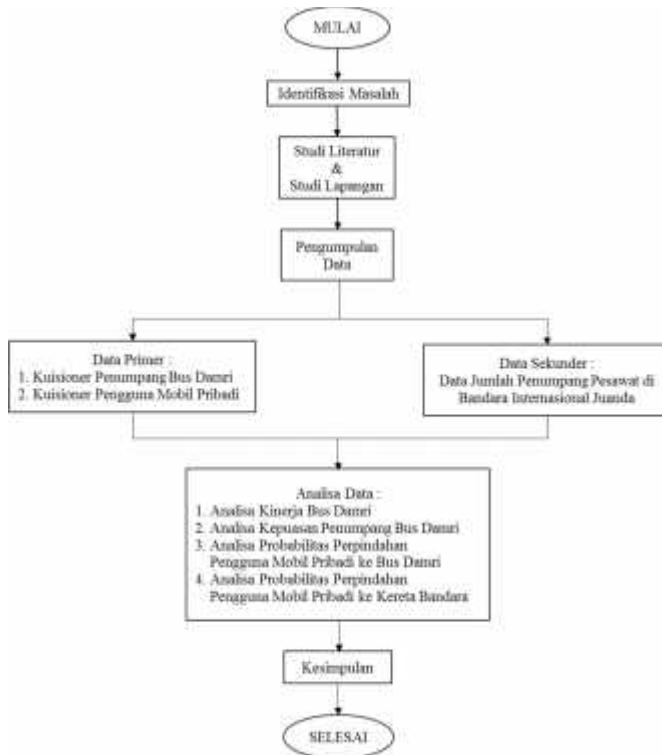 MULAI
Identifikasi Masalah
Studi Literatur
&
Studi Lapangan
Pengumpulan
Data
Data Primer :
1. Kuisioner Penumpang Bus Damri
2. Kuisioner Pengguna Mobil Pribadi
Data Sekunder :
Data Jumlah Penumpang Pesawat di
Bandara Internasional Juanda
Analisa Data :
1. Analisa Kinerja Bus Damri
2. Analisa Kepuasan Penumpang Bus Damri
3. Analisa Probabilitas Perpindahan
Pengguna Mobil Pribadi ke Bus Damri
4. Analisa Probabilitas Perpindahan
Pengguna Mobil Pribadi ke Kereta Bandara
Kesimpulan
SELESAI